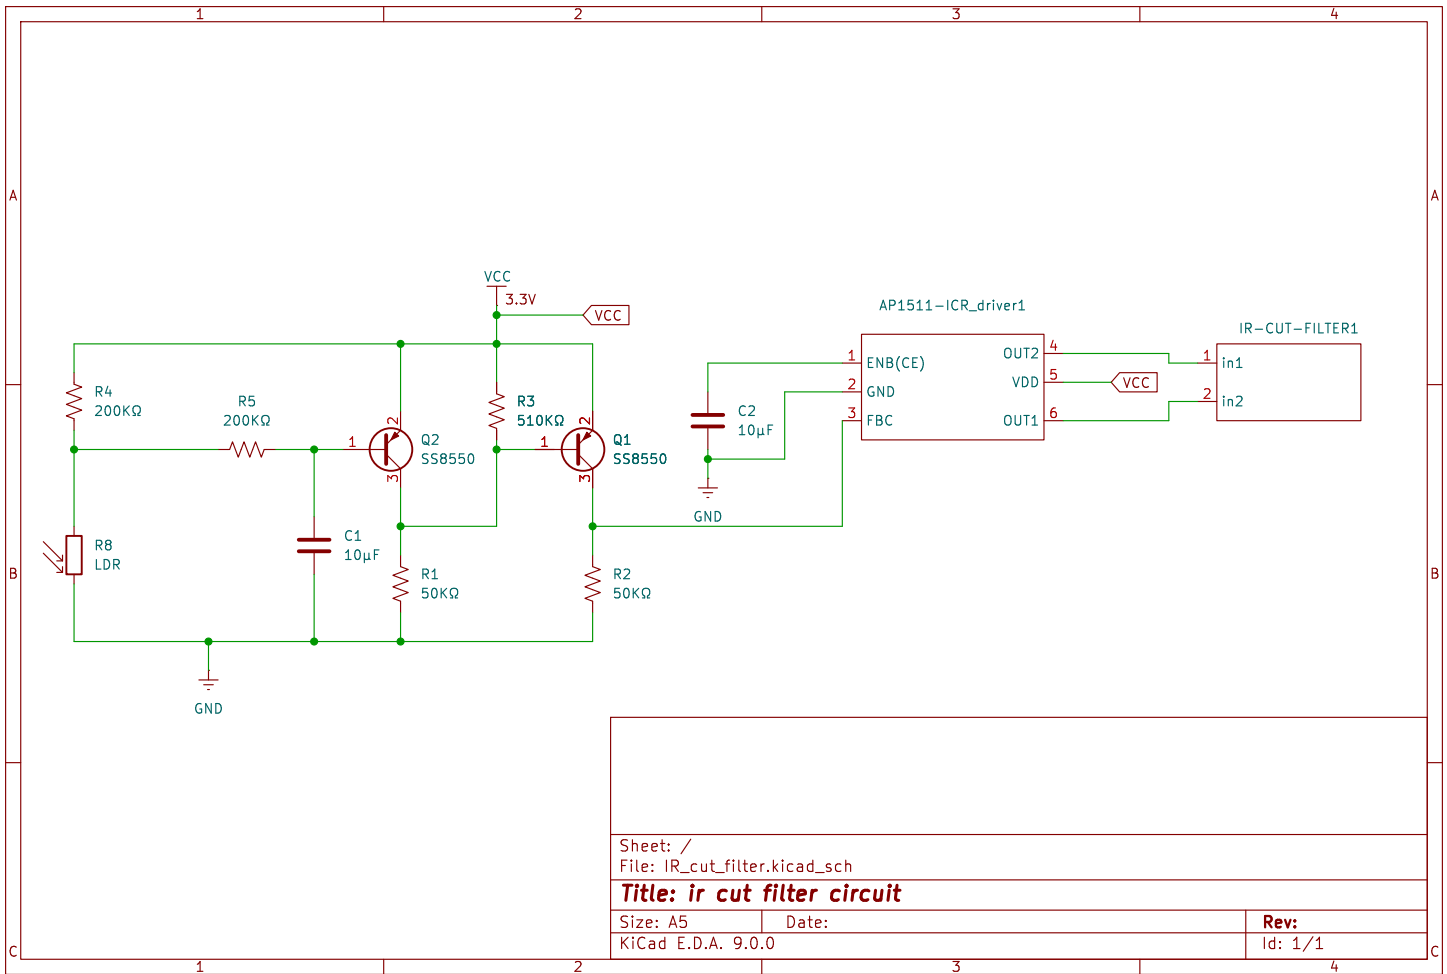 1 2 3 4
A A
B B
C C
VCC
3.3V
VCC
R4
200KΩ
R5
200KΩ
1
2
3
Q2
SS8550
R3
510KΩ
1
2
3
Q1
SS8550
R8
LDR
C1
10µF
R1
50KΩ
R2
50KΩ
GND
C2
10µF
GND
AP1511-ICR_driver1
1 ENB(CE)
2 GND
3 FBC
OUT2 4
VDD 5
OUT1 6
VCC
IR-CUT-FILTER1
1 in1
2 in2
Sheet: /
File: IR_cut_filter.kicad_sch
Title: ir cut filter circuit
Size: A5 Date: Rev:
KiCad E.D.A. 9.0.0 Id: 1/1
1 2 3 4